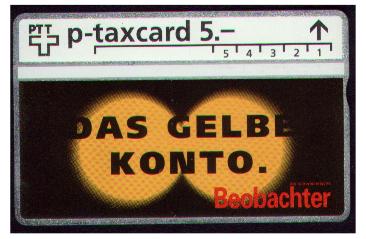 PTT p-taxcard 5.–
5 4 3 2 1
DAS GELBE
KONTO.
Beobachter